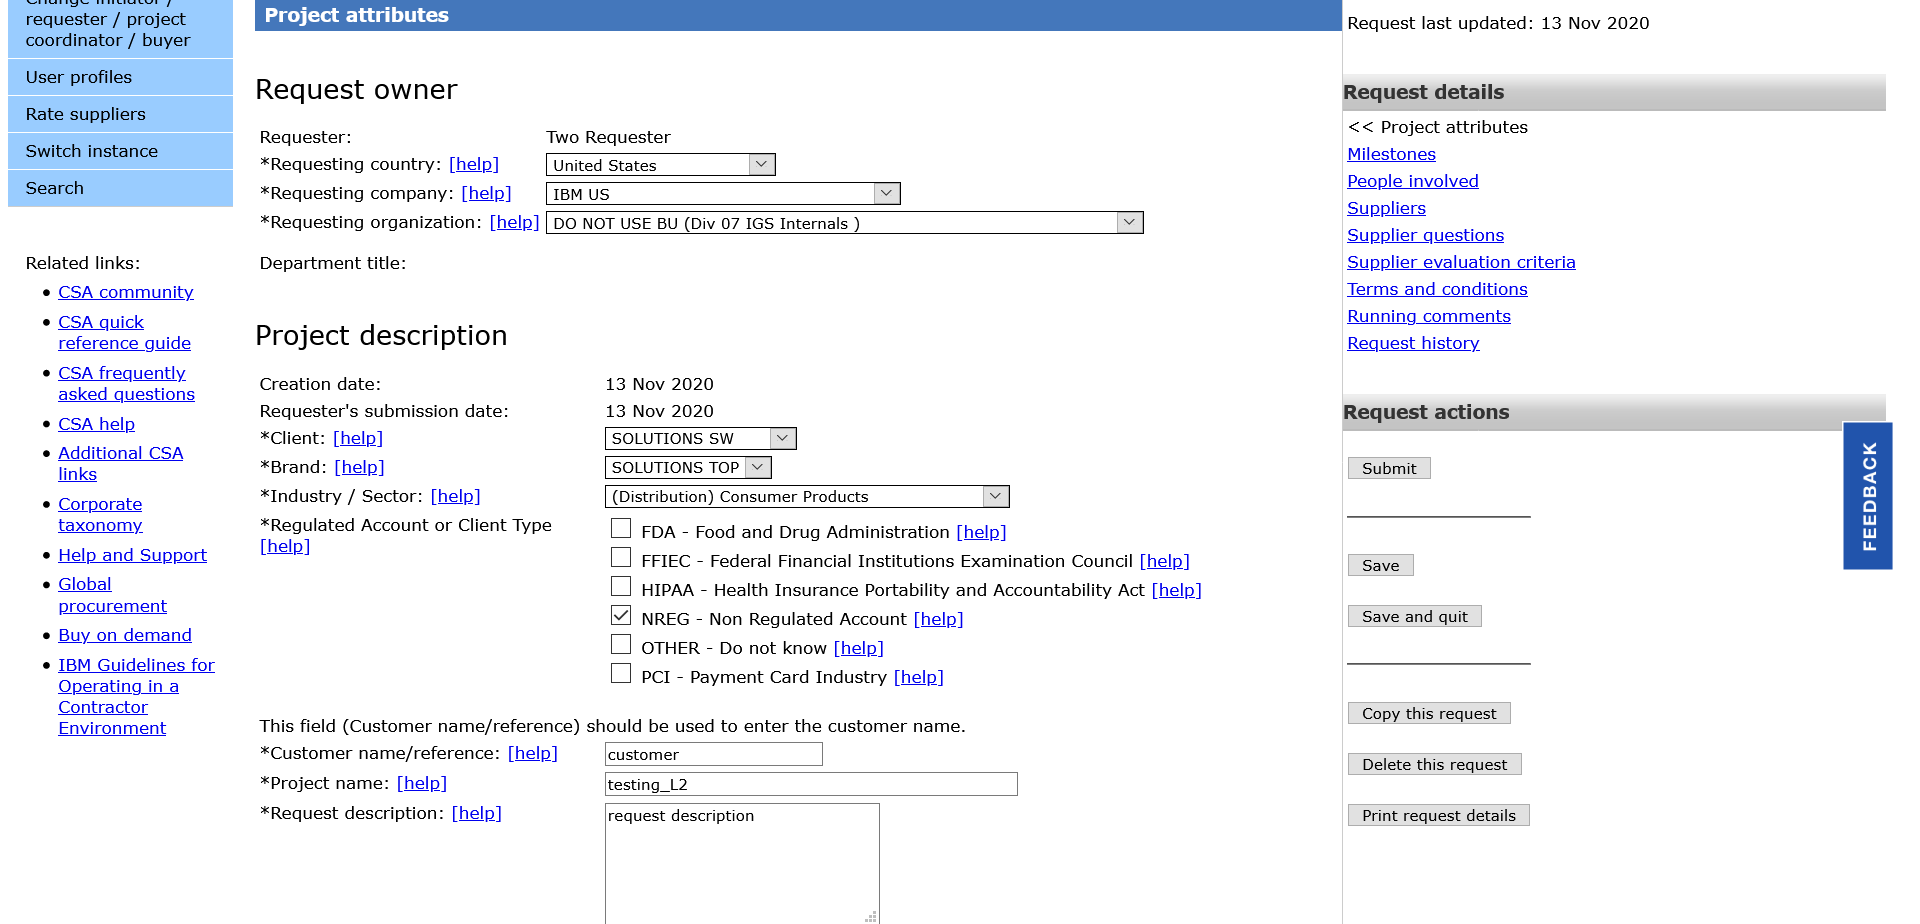 Change initiator /
requester / project
coordinator / buyer
User profiles
Rate suppliers
Switch instance
Search
Related links:
CSA community
CSA quick
reference guide
CSA frequently
asked questions
CSA help
Additional CSA
links
Corporate
taxonomy
Help and Support
Global
procurement
Buy on demand
IBM Guidelines for
Operating in a
Contractor
Environment
Project attributes
Request owner
Requester: Two Requester
*Requesting country: [help] United States
*Requesting company: [help] IBM US
*Requesting organization: [help] DO NOT USE BU (Div 07 IGS Internals )
Department title:
Project description
Creation date: 13 Nov 2020
Requester's submission date: 13 Nov 2020
*Client: [help] SOLUTIONS SW
*Brand: [help] SOLUTIONS TOP
*Industry / Sector: [help] (Distribution) Consumer Products
*Regulated Account or Client Type
[help]
FDA - Food and Drug Administration [help]
FFIEC - Federal Financial Institutions Examination Council [help]
HIPAA - Health Insurance Portability and Accountability Act [help]
NREG - Non Regulated Account [help]
OTHER - Do not know [help]
PCI - Payment Card Industry [help]
This field (Customer name/reference) should be used to enter the customer name.
*Customer name/reference: [help] customer
*Project name: [help] testing_L2
*Request description: [help] request description
Request last updated: 13 Nov 2020
Request details
<< Project attributes
Milestones
People involved
Suppliers
Supplier questions
Supplier evaluation criteria
Terms and conditions
Running comments
Request history
Request actions
Submit
Save
Save and quit
Copy this request
Delete this request
Print request details
FEEDBACK